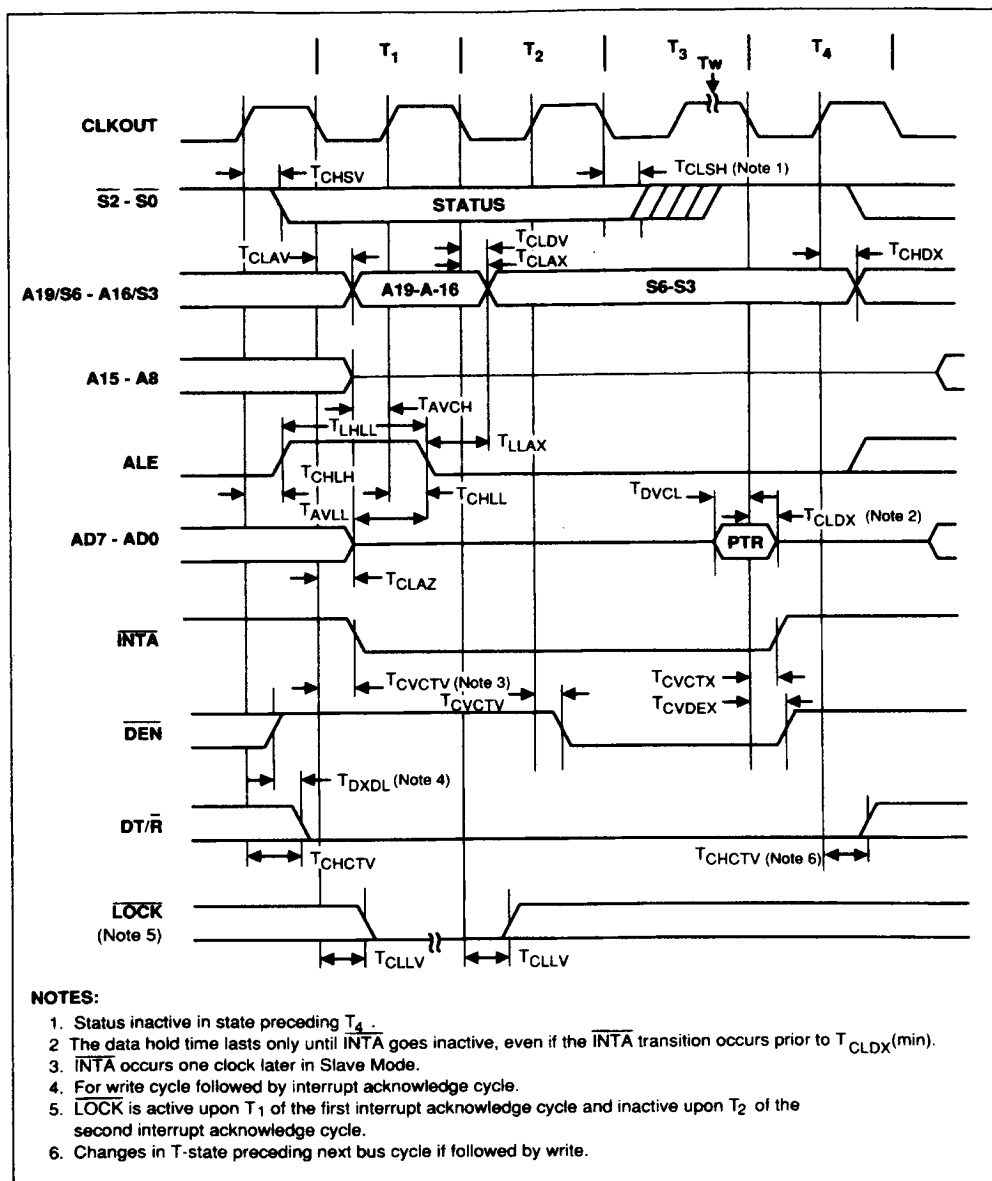 T1 T2 T3 T4
Tw
CLKOUT
TCHSV
TCLSH (Note 1)
S2 - S0
STATUS
TCLAV
TCLDV
TCLAX
TCHDX
A19/S6 - A16/S3
A19-A-16
S6-S3
A15 - A8
TAVCH
TLHLL
TLLAX
ALE
TCHLH
TCHLL
TDVCL
TAVLL
TCLDX (Note 2)
AD7 - AD0
PTR
TCLAZ
INTA
TCVCTV (Note 3)
TCVCTX
TCVCTV
TCVDEX
DEN
TDXDL (Note 4)
DT/R
TCHCTV
TCHCTV (Note 6)
LOCK
(Note 5)
TCLLV
TCLLV
NOTES:
1. Status inactive in state preceding T4 .
2 The data hold time lasts only until INTA goes inactive, even if the INTA transition occurs prior to TCLDX(min).
3. INTA occurs one clock later in Slave Mode.
4. For write cycle followed by interrupt acknowledge cycle.
5. LOCK is active upon T1 of the first interrupt acknowledge cycle and inactive upon T2 of the
second interrupt acknowledge cycle.
6. Changes in T-state preceding next bus cycle if followed by write.